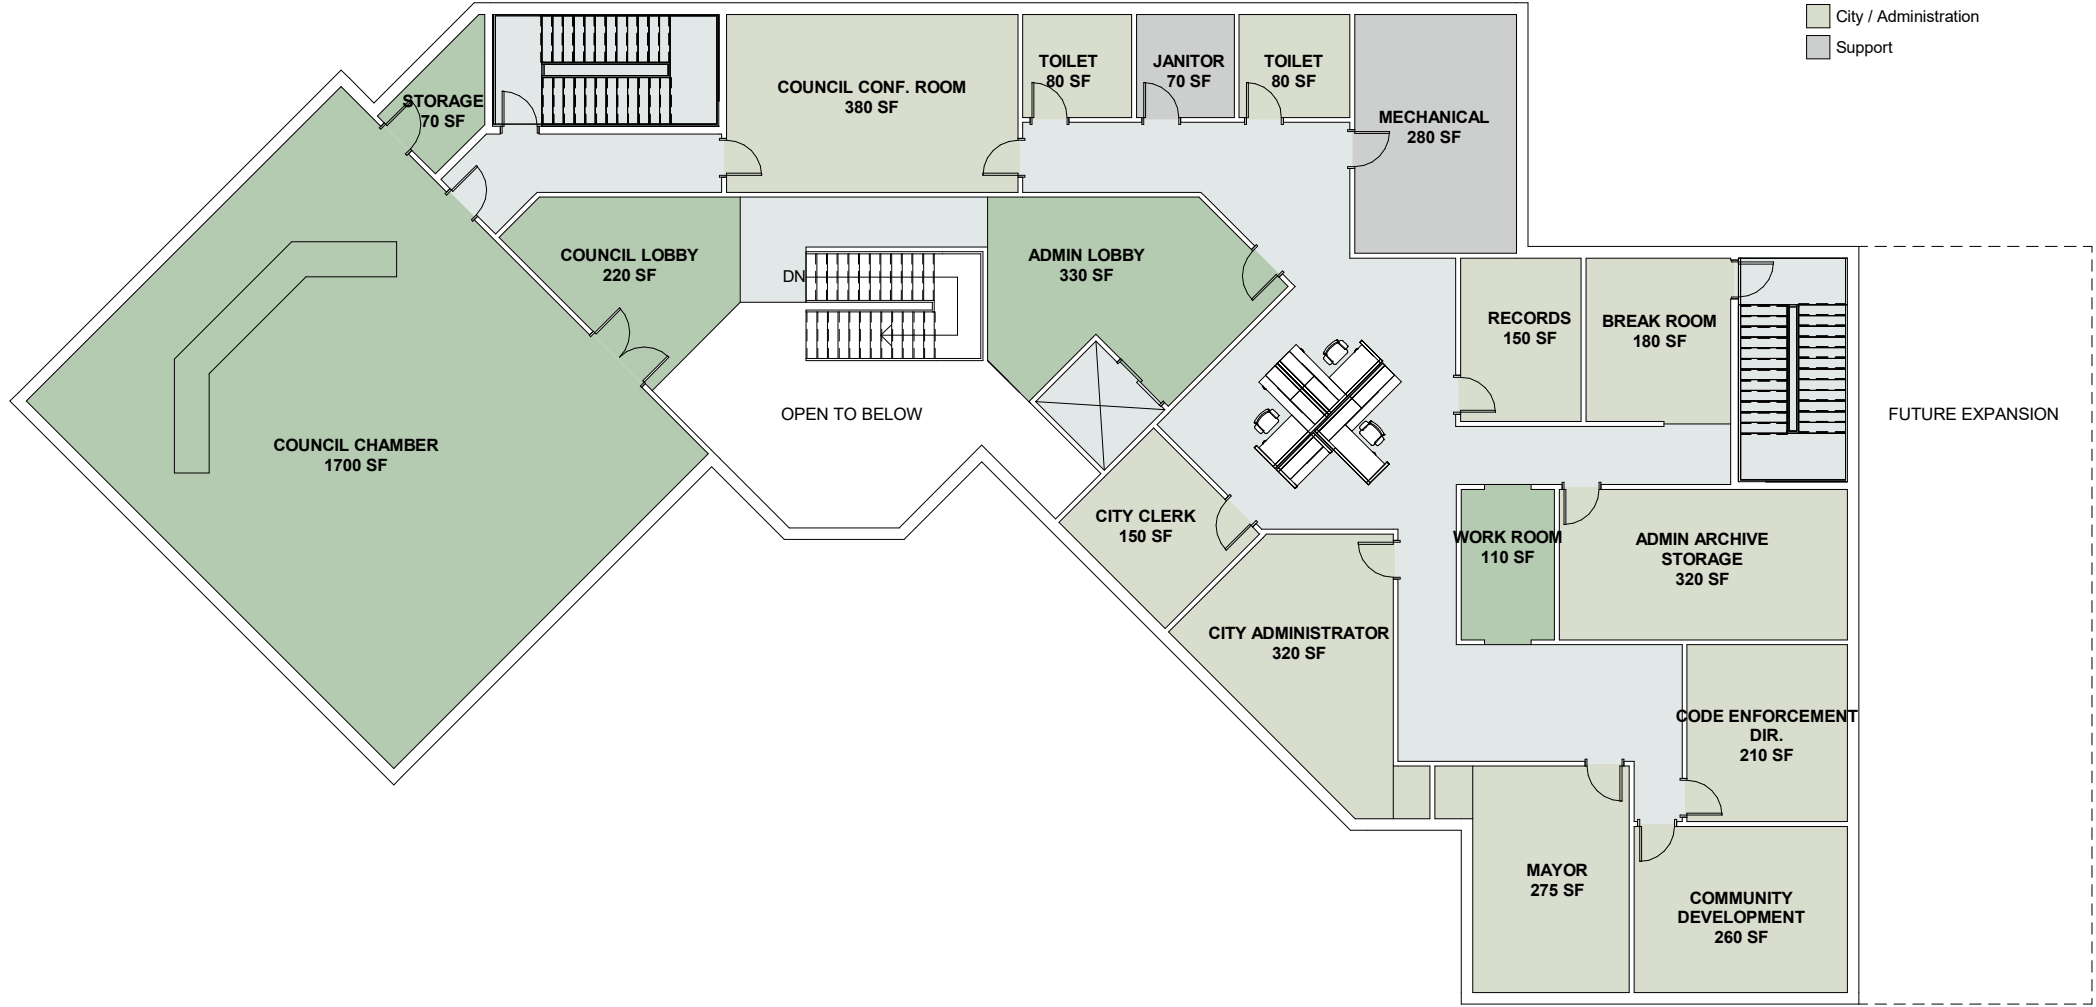 City / Administration
Support
STORAGE
70 SF
COUNCIL CONF. ROOM
380 SF
TOILET
80 SF
JANITOR
70 SF
TOILET
80 SF
MECHANICAL
280 SF
COUNCIL LOBBY
220 SF
DN
ADMIN LOBBY
330 SF
RECORDS
150 SF
BREAK ROOM
180 SF
OPEN TO BELOW
FUTURE EXPANSION
COUNCIL CHAMBER
1700 SF
CITY CLERK
150 SF
WORK ROOM
110 SF
ADMIN ARCHIVE
STORAGE
320 SF
CITY ADMINISTRATOR
320 SF
CODE ENFORCEMENT
DIR.
210 SF
MAYOR
275 SF
COMMUNITY
DEVELOPMENT
260 SF